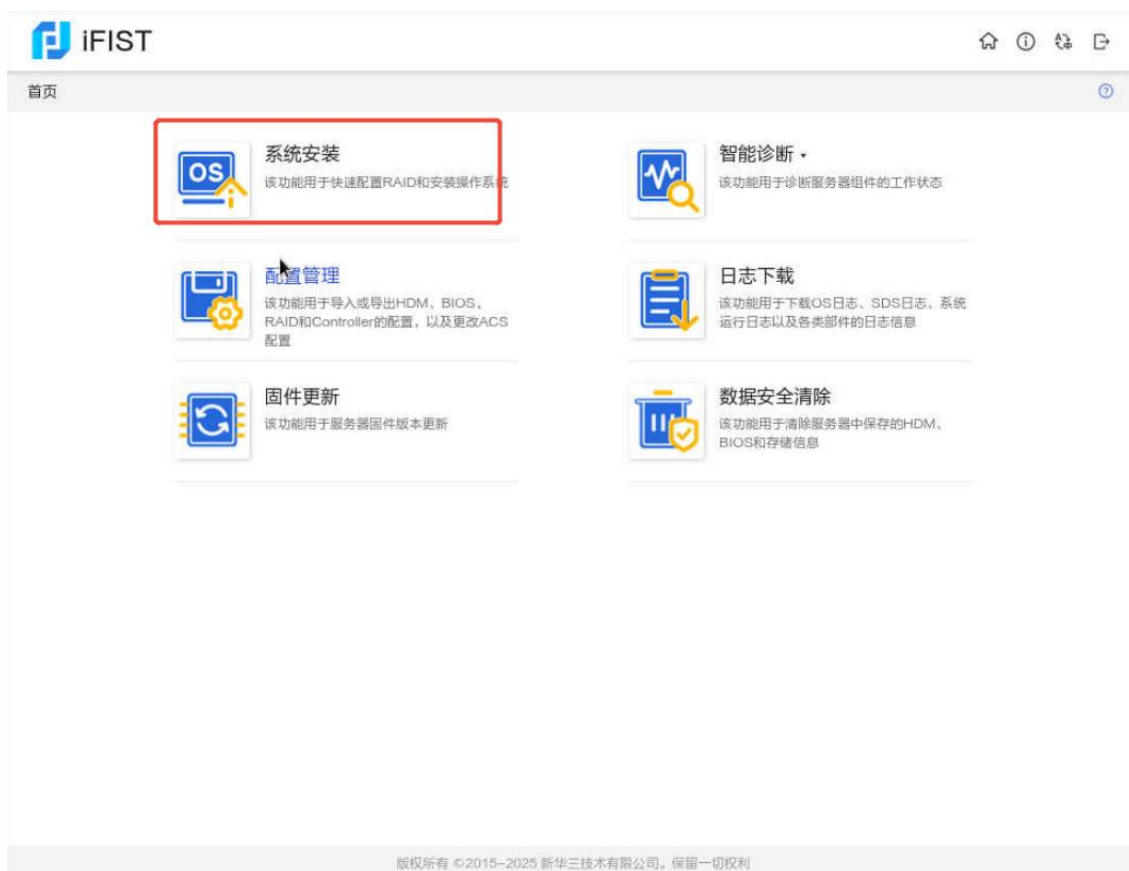 iFIST
首页
系统安装
该功能用于快速配置RAID和安装操作系统
智能诊断
该功能用于诊断服务器组件的工作状态
配置管理
该功能用于导入或导出HDM、BIOS、
RAID和Controller的配置，以及更改ACS
配置
日志下载
该功能用于下载OS日志、SDS日志、系统
运行日志以及各类部件的日志信息
固件更新
该功能用于服务器固件版本更新
数据安全清除
该功能用于清除服务器中保存的HDM、
BIOS和存储信息
OS
版权所有 ©2015-2025 新华三技术有限公司。保留一切权利